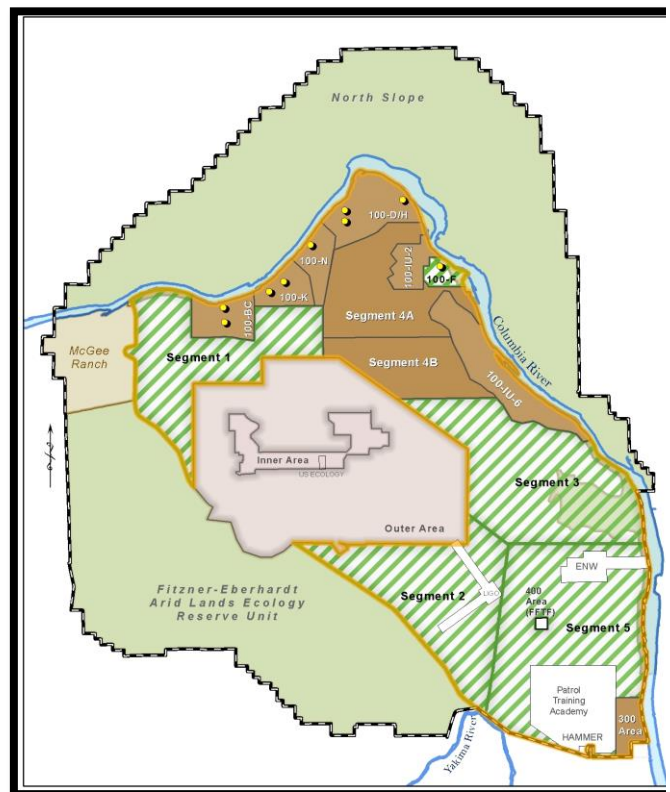 North Slope
100-D/H
100-N
100-IU-2
100-F
100-K
100-BC
Segment 4A
Columbia River
McGee
Ranch
Segment 1
Segment 4B
100-IU-6
Inner Area
US ECOLOGY
Segment 3
Outer Area
ENW
Fitzner-Eberhardt
Arid Lands Ecology
Reserve Unit
Segment 2
LIGO
400
Area
(FFTF)
Segment 5
Patrol
Training
Academy
300
Area
HAMMER
Yakima River